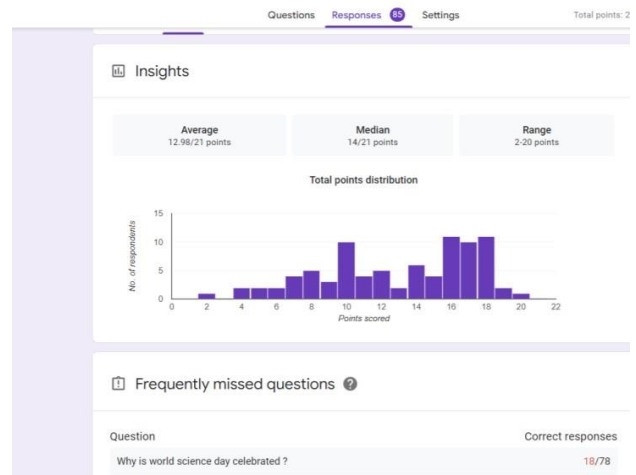 Questions Responses 85 Settings Total points: 2
Insights
Average Median Range
12.98/21 points 14/21 points 2-20 points
Total points distribution
15
10
5
0
No. of respondents
0 2 4 6 8 10 12 14 16 18 20 22
Points scored
Frequently missed questions ?
Question Correct responses
Why is world science day celebrated ? 18/78